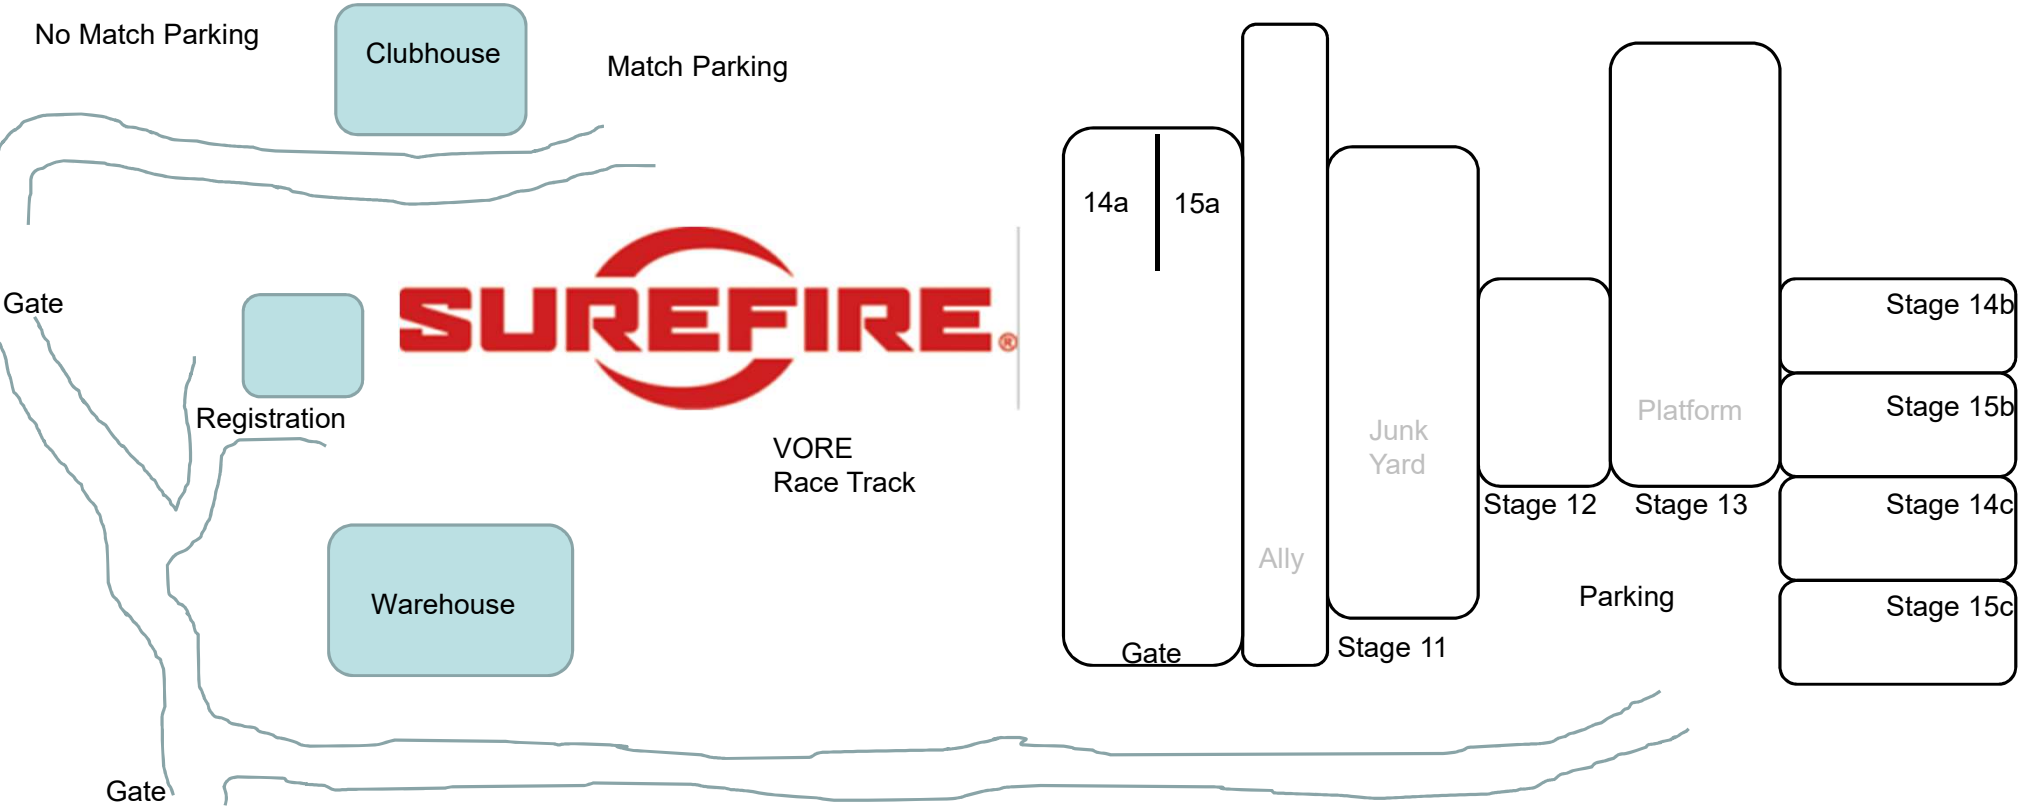 No Match Parking
Clubhouse
Match Parking
14a
15a
Gate
Stage 14b
SUREFIRE®
Registration
Stage 15b
Platform
Junk
Yard
VORE
Race Track
Stage 12
Stage 13
Stage 14c
Ally
Warehouse
Parking
Stage 15c
Gate
Stage 11
Gate